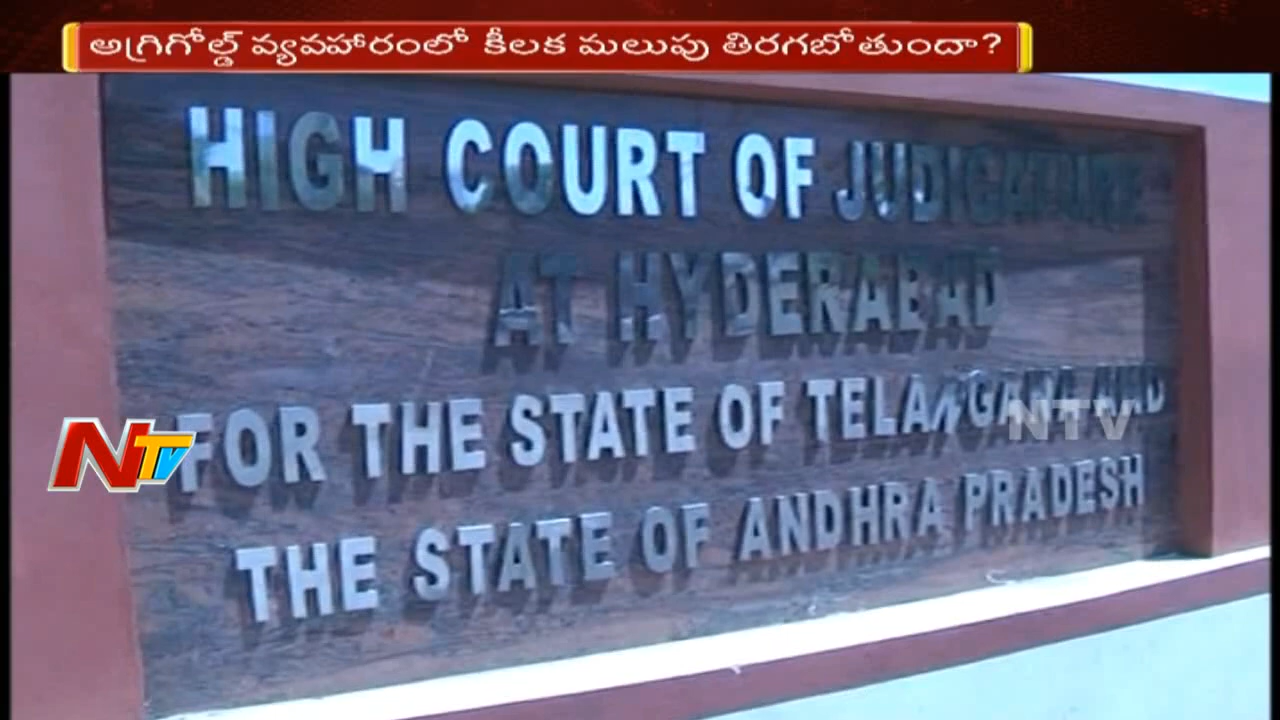 అగ్రిగోల్డ్ వ్యవహారంలో కీలక మలుపు తిరగబోతుందా?
HIGH COURT OF JUDICATURE
AT HYDERABAD
FOR THE STATE OF TELANGANA AND
THE STATE OF ANDHRA PRADESH
NTV
NTV